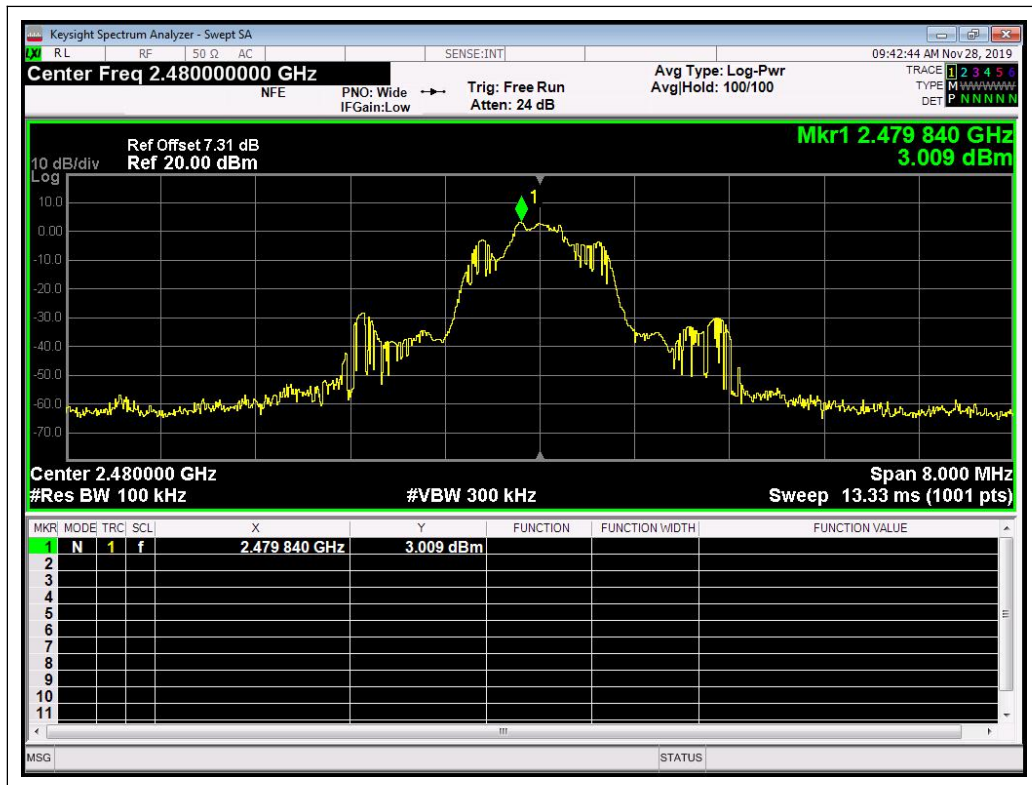 Keysight Spectrum Analyzer - Swept SA
LXI RL RF 50 Ω AC SENSE:INT 09:42:44 AM Nov 28, 2019
Center Freq 2.480000000 GHz Avg Type: Log-Pwr TRACE 1 2 3 4 5 6
NFE PNO: Wide Trig: Free Run Avg|Hold: 100/100 TYPE M WWWWW
IFGain:Low Atten: 24 dB DET P N N N N N
Mkr1 2.479 840 GHz
Ref Offset 7.31 dB
10 dB/div Ref 20.00 dBm 3.009 dBm
Log
1
10.0
0.00
-10.0
-20.0
-30.0
-40.0
-50.0
-60.0
-70.0
Center 2.480000 GHz Span 8.000 MHz
#Res BW 100 kHz #VBW 300 kHz Sweep 13.33 ms (1001 pts)
MKR MODE TRC SCL X Y FUNCTION FUNCTION WIDTH FUNCTION VALUE
1 N 1 f 2.479 840 GHz 3.009 dBm
2
3
4
5
6
7
8
9
10
11
MSG STATUS